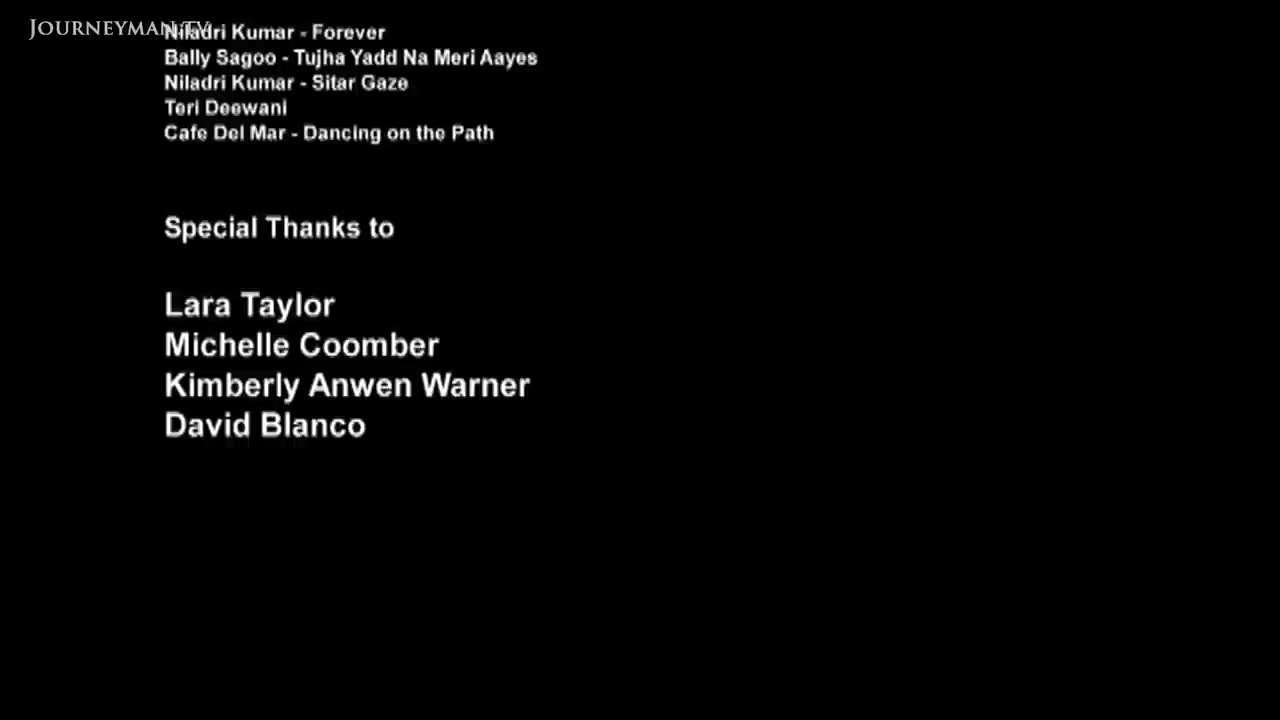 JOURNEYMAN.TV
Niladri Kumar - Forever
Bally Sagoo - Tujha Yadd Na Meri Aayes
Niladri Kumar - Sitar Gaze
Teri Deewani
Cafe Del Mar - Dancing on the Path
Special Thanks to
Lara Taylor
Michelle Coomber
Kimberly Anwen Warner
David Blanco